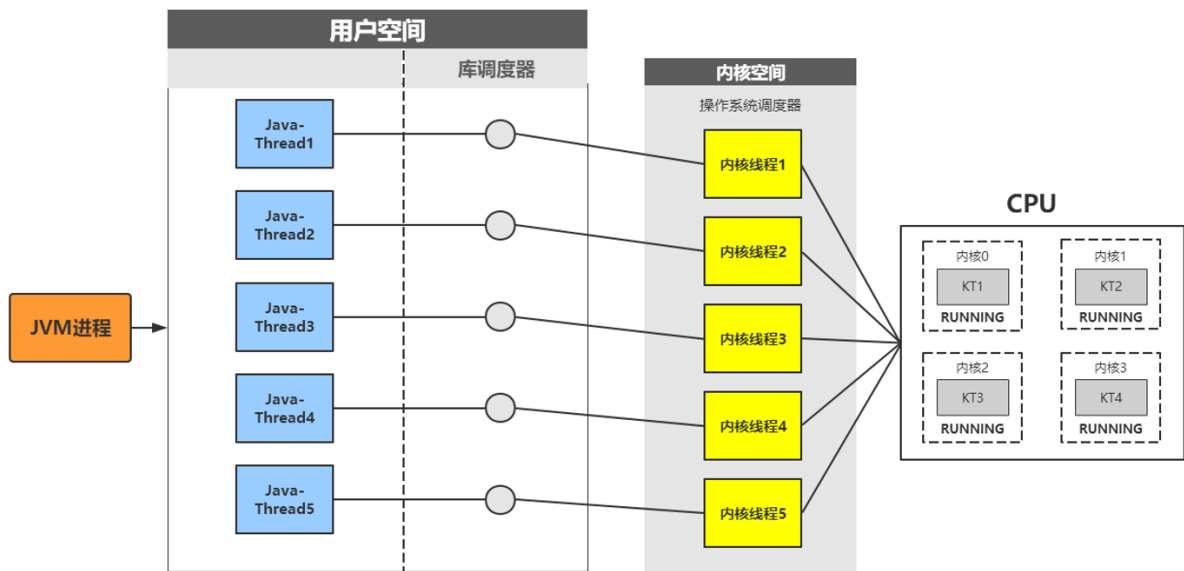 用户空间
库调度器
内核空间
操作系统调度器
Java-
Thread1
Java-
Thread2
Java-
Thread3
Java-
Thread4
Java-
Thread5
JVM进程
内核线程1
内核线程2
内核线程3
内核线程4
内核线程5
CPU
内核0
KT1
RUNNING
内核1
KT2
RUNNING
内核2
KT3
RUNNING
内核3
KT4
RUNNING